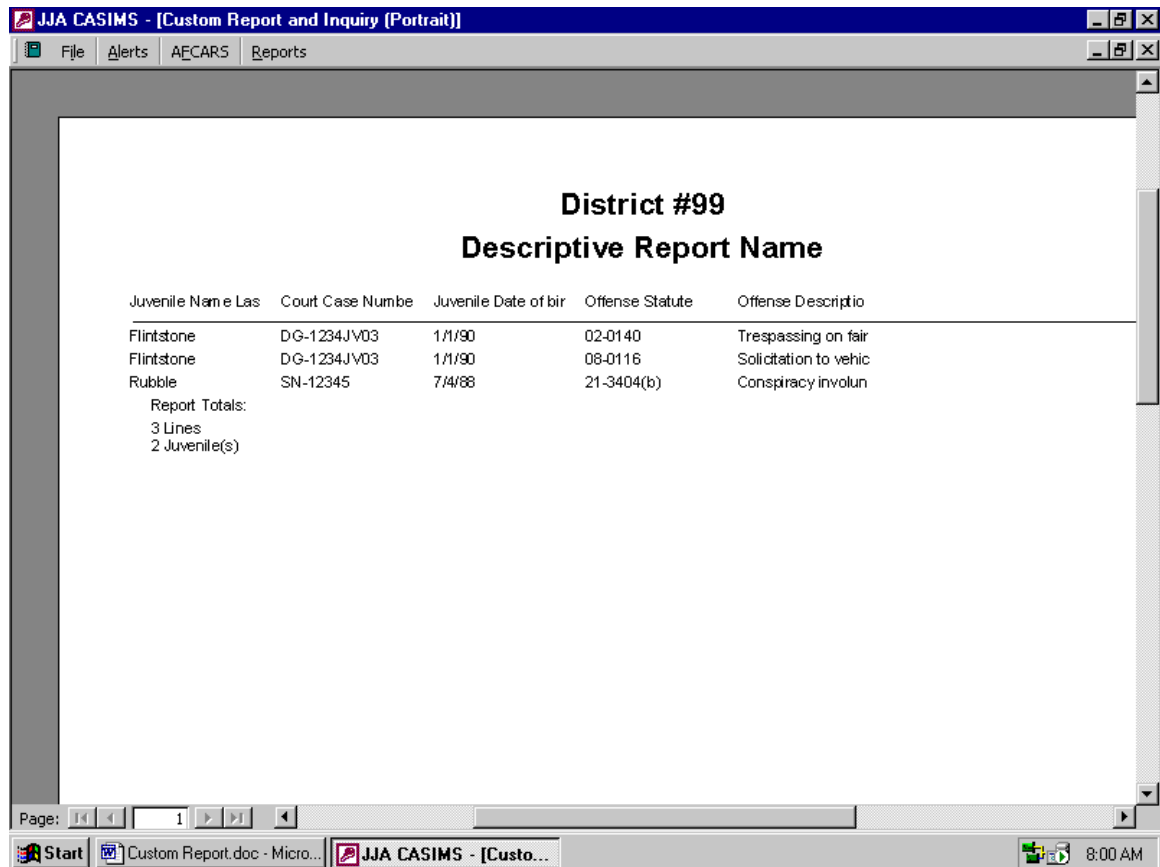 JJA CASIMS - [Custom Report and Inquiry (Portrait)]
File Alerts AFCARS Reports
District #99
Descriptive Report Name
Juvenile Name Las Court Case Numbe Juvenile Date of bir Offense Statute Offense Descriptio
Flintstone DG-1234JV03 1/1/90 02-0140 Trespassing on fair
Flintstone DG-1234JV03 1/1/90 08-0116 Solicitation to vehic
Rubble SN-12345 7/4/88 21-3404(b) Conspiracy involun
Report Totals:
3 Lines
2 Juvenile(s)
Page: 1
Start Custom Report.doc - Micro... JJA CASIMS - [Custo... 8:00 AM